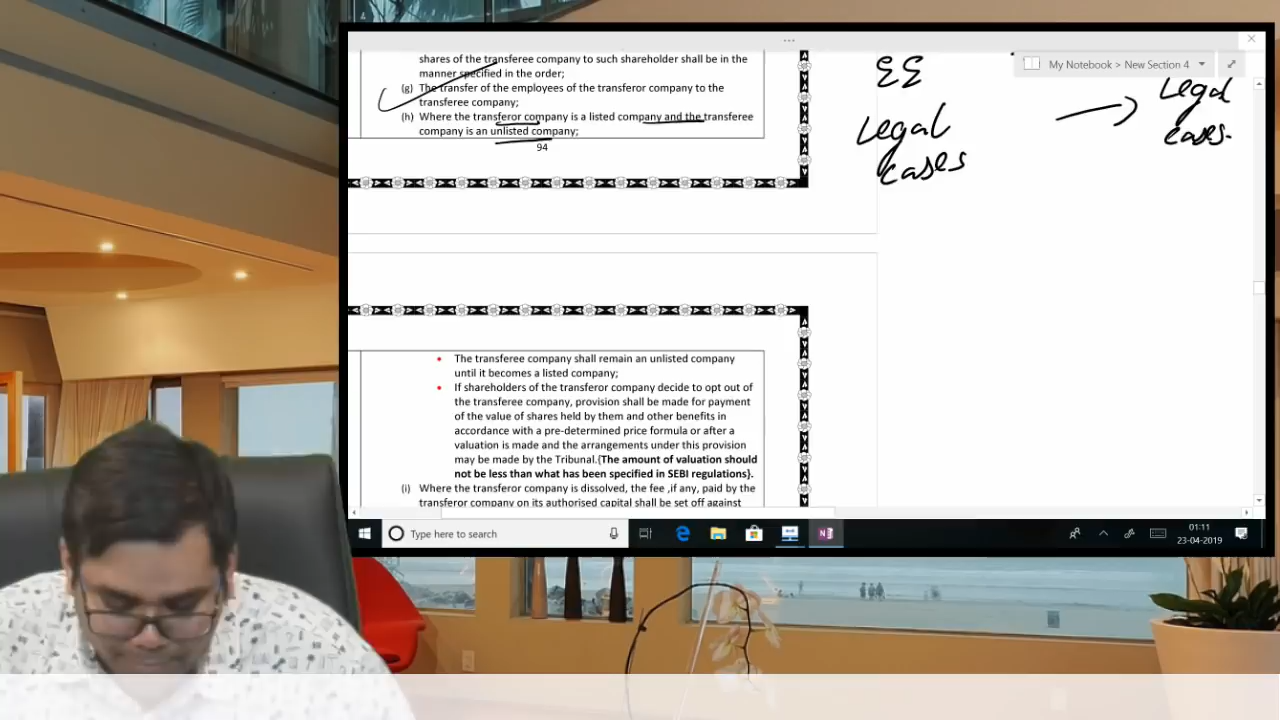 shares of the transferee company to such shareholder shall be in the
manner specified in the order;
(g) The transfer of the employees of the transferor company to the
transferee company;
(h) Where the transferor company is a listed company and the transferee
company is an unlisted company;
94
Legal
cases
Legal
cases.
My Notebook > New Section 4
The transferee company shall remain an unlisted company
until it becomes a listed company;
If shareholders of the transferor company decide to opt out of
the transferee company, provision shall be made for payment
of the value of shares held by them and other benefits in
accordance with a pre-determined price formula or after a
valuation is made and the arrangements under this provision
may be made by the Tribunal.{The amount of valuation should
not be less than what has been specified in SEBI regulations}.
(i) Where the transferor company is dissolved, the fee ,if any, paid by the
transferor company on its authorised capital shall be set off against
Type here to search
01:11
23-04-2019